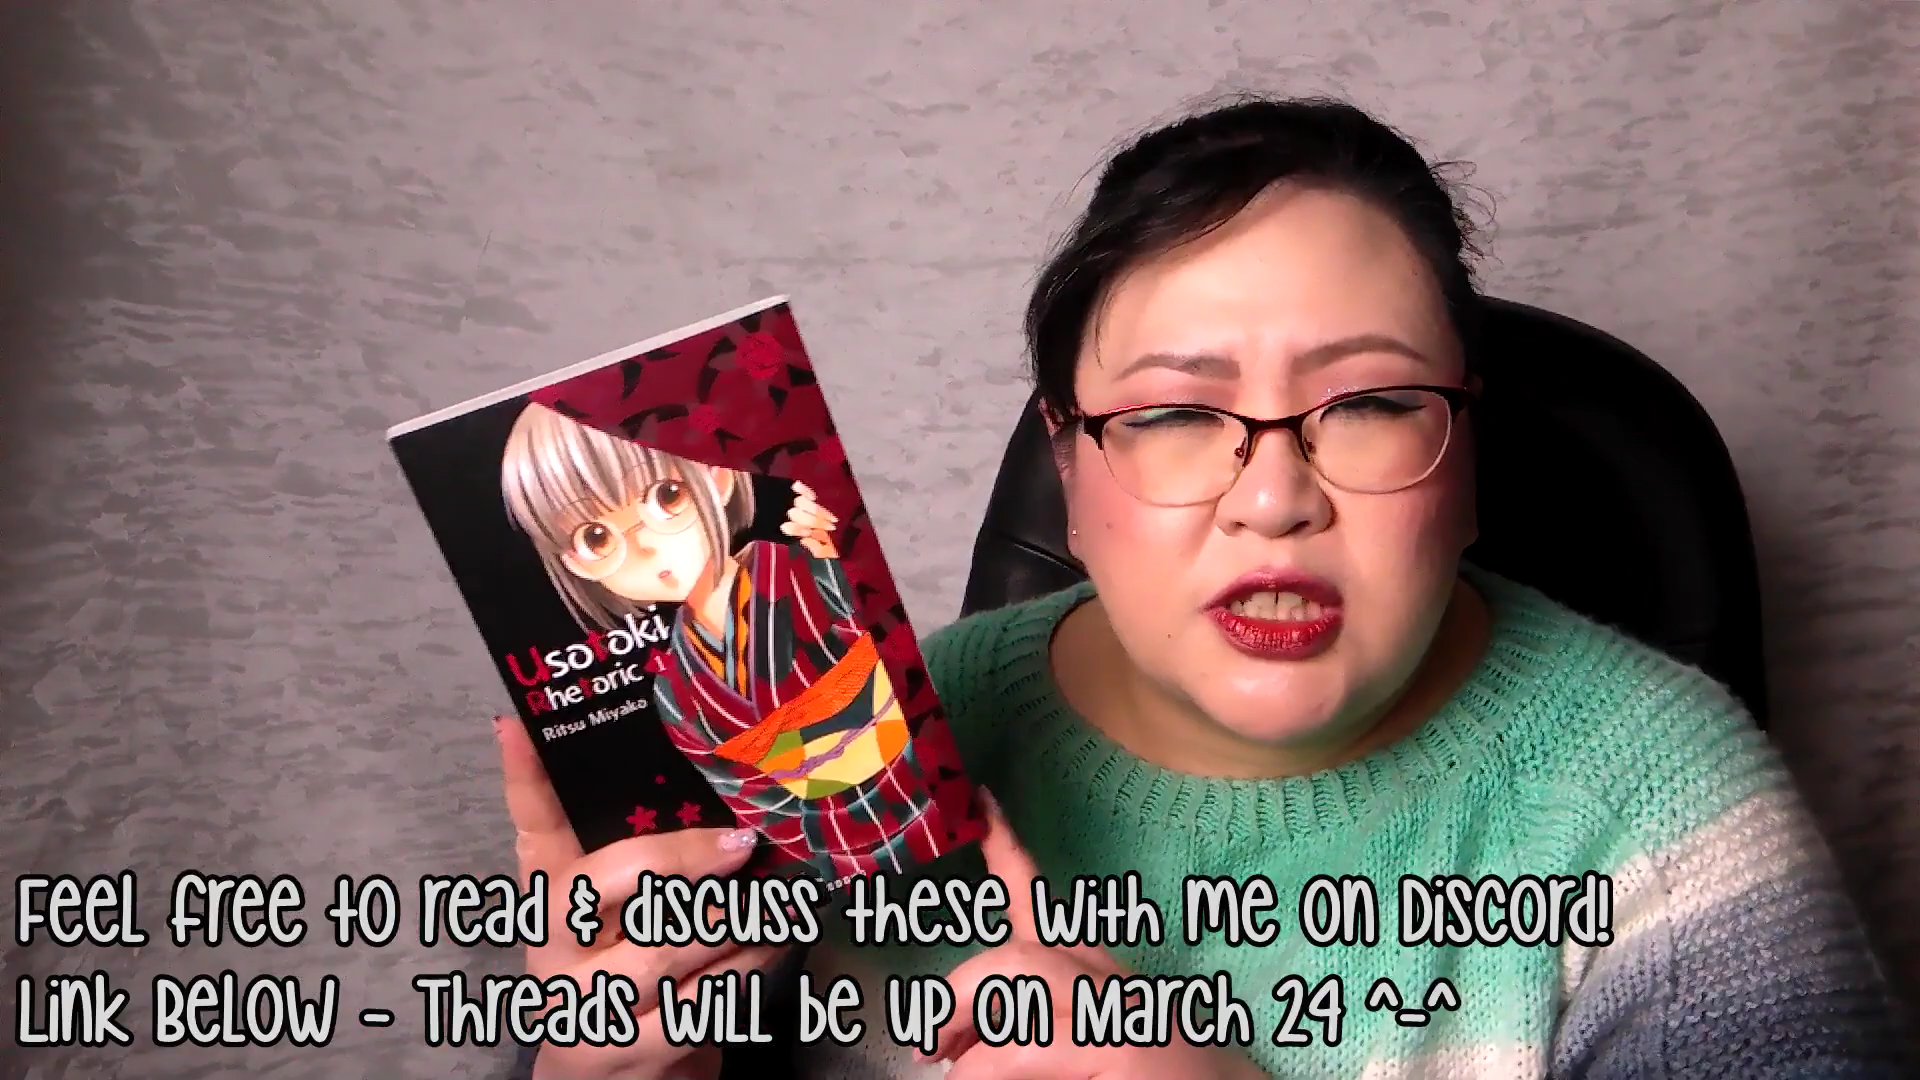 Usotoki
Rhetoric 1
Ritsu Miyako
Feel free to read & discuss these with me on Discord!
Link Below - Threads will be up on March 24 ^-^